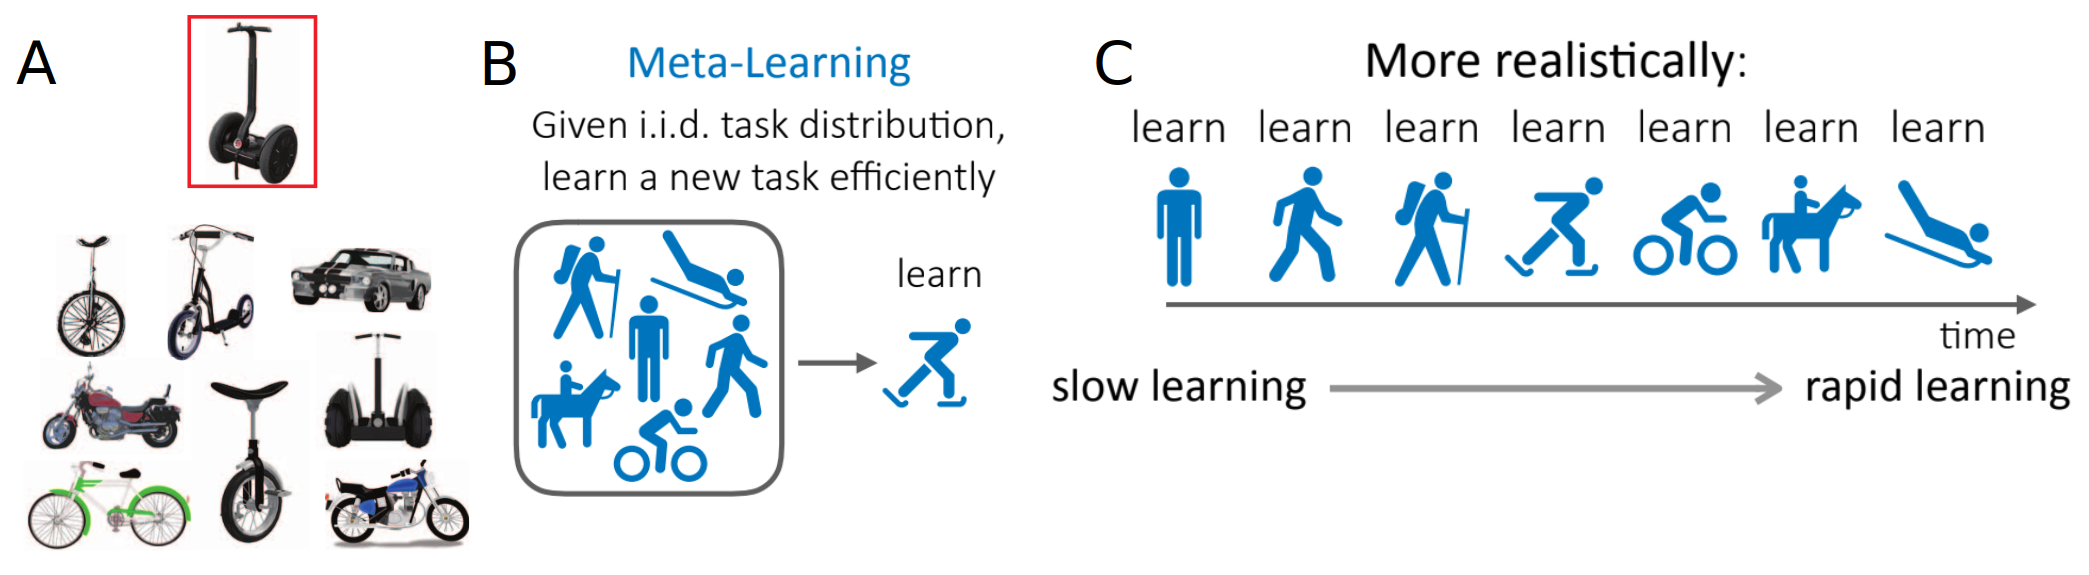 A
B
Meta-Learning
Given i.i.d. task distribution,
learn a new task efficiently
learn
C
More realistically:
learn learn learn learn learn learn learn
time
slow learning rapid learning